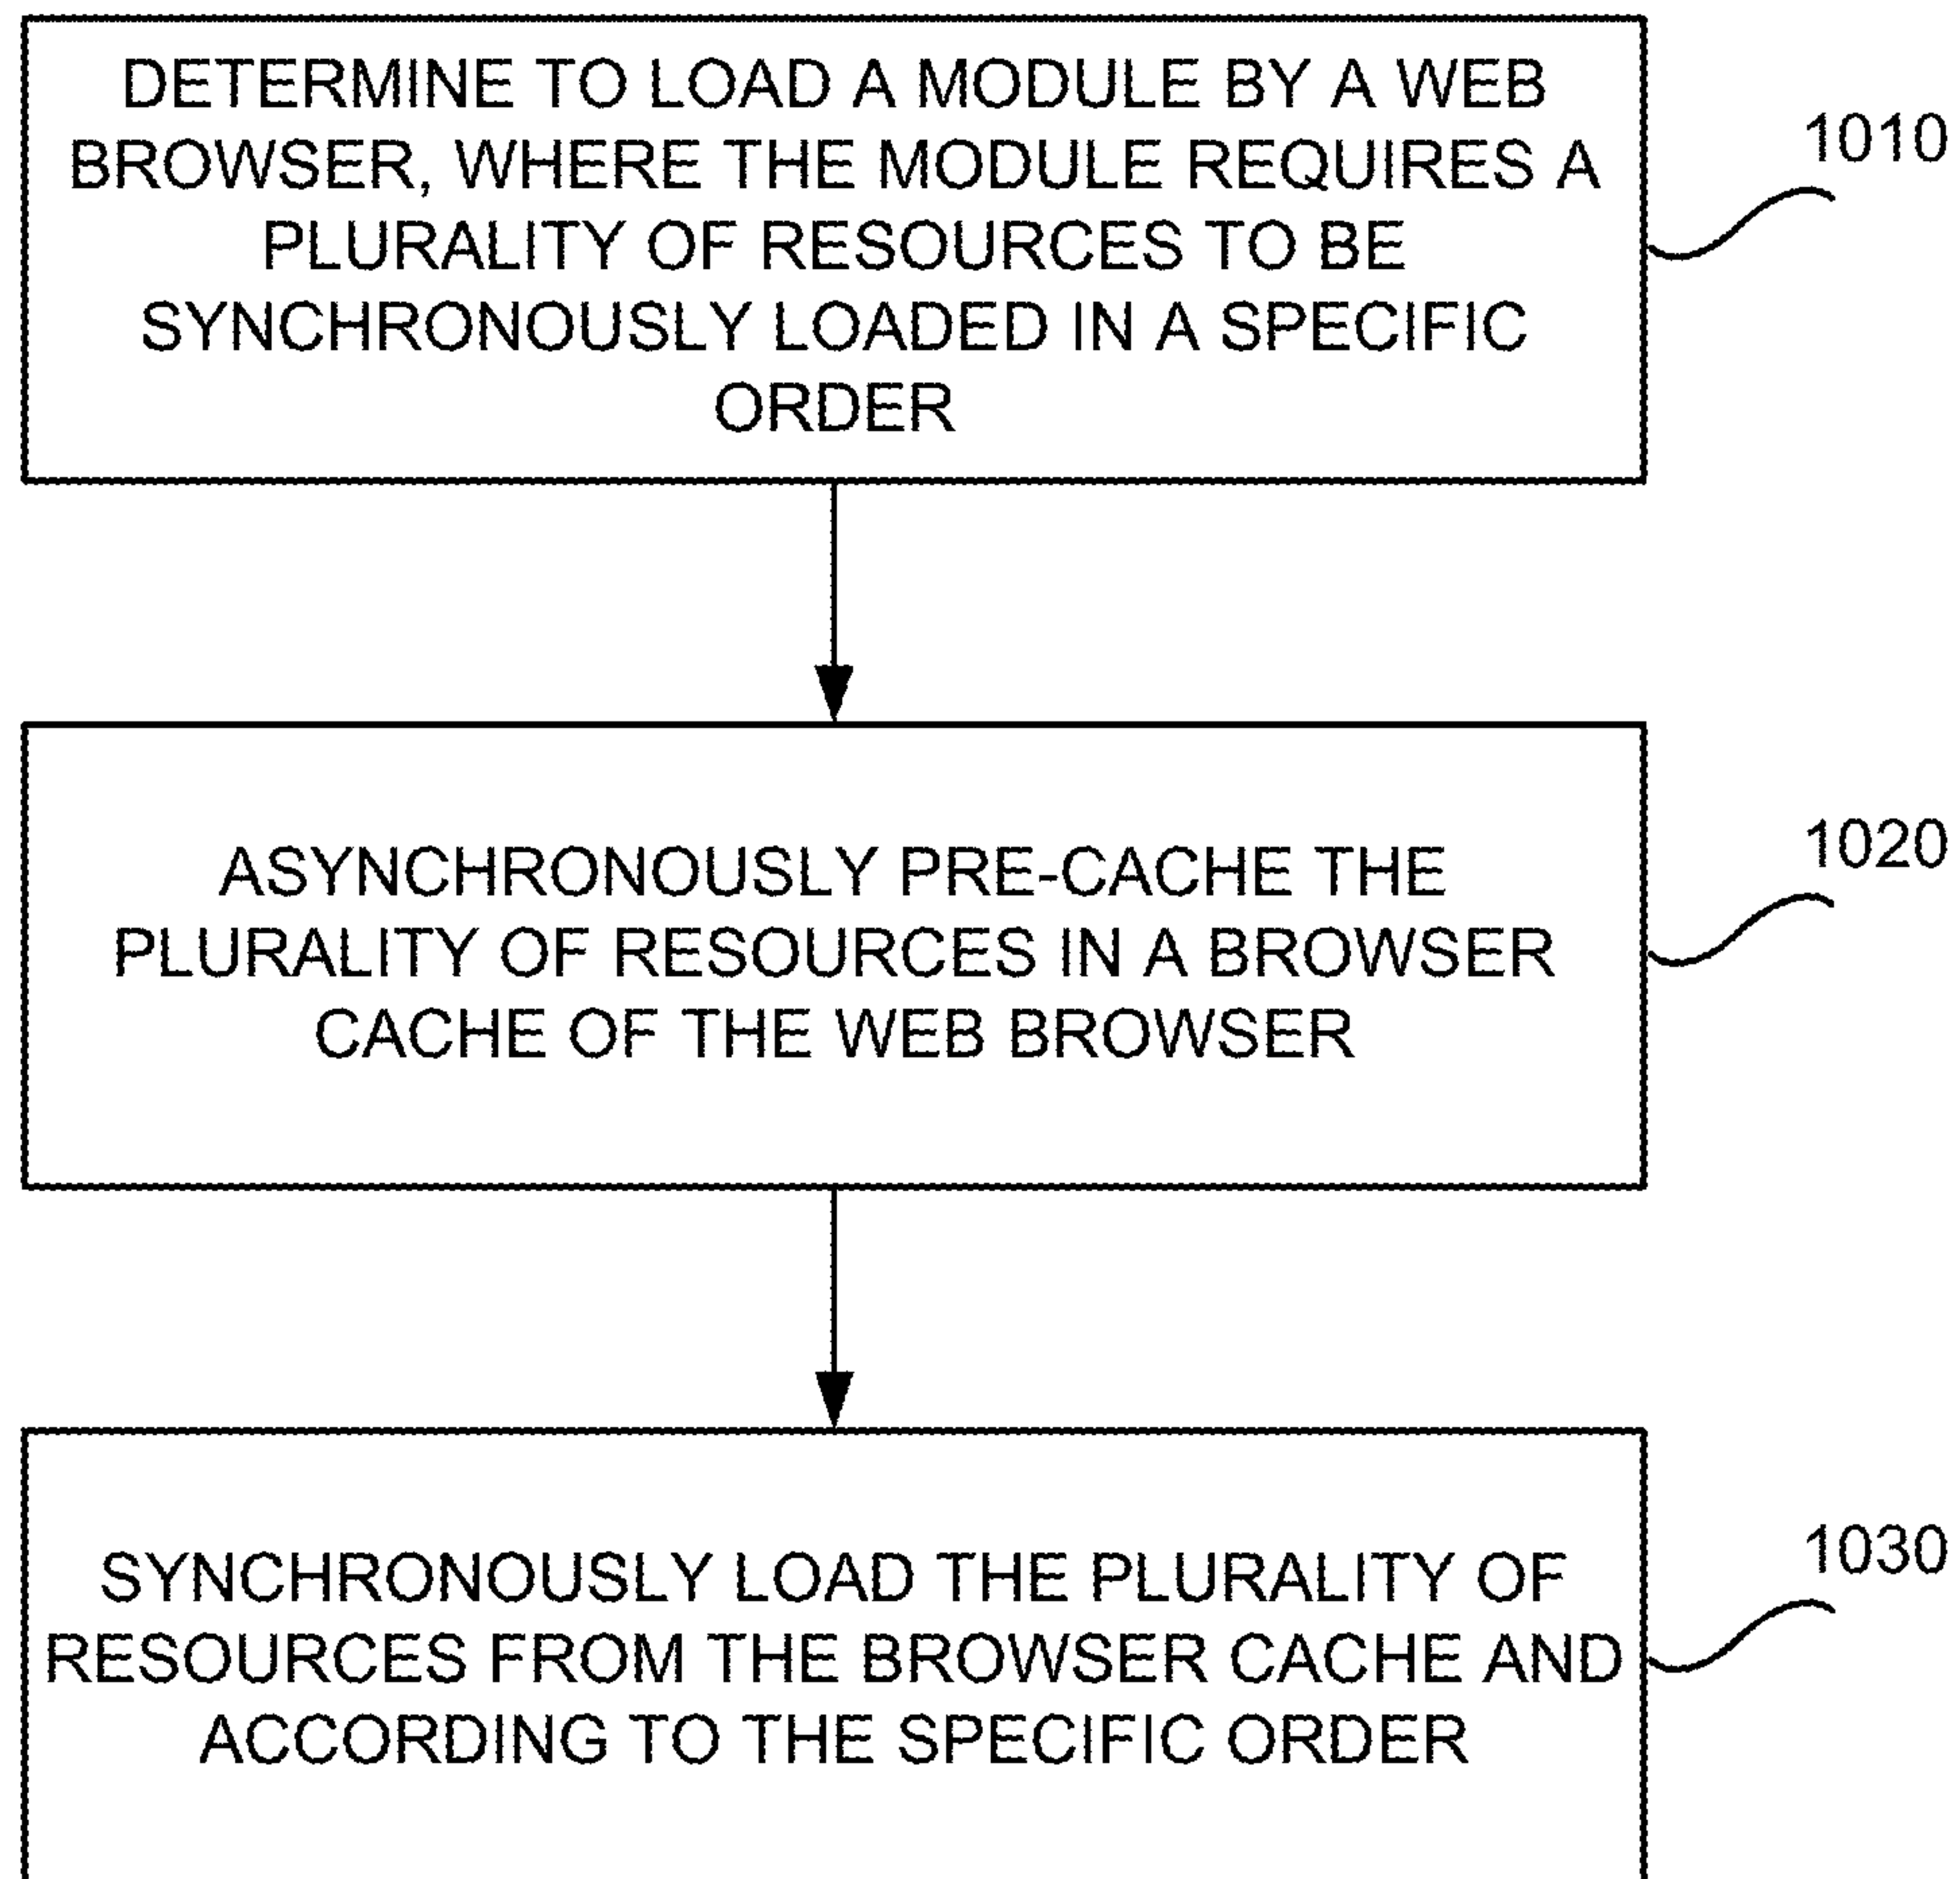 DETERMINE TO LOAD A MODULE BY A WEB
BROWSER, WHERE THE MODULE REQUIRES A
PLURALITY OF RESOURCES TO BE
SYNCHRONOUSLY LOADED IN A SPECIFIC
ORDER
1010
ASYNCHRONOUSLY PRE-CACHE THE
PLURALITY OF RESOURCES IN A BROWSER
CACHE OF THE WEB BROWSER
1020
SYNCHRONOUSLY LOAD THE PLURALITY OF
RESOURCES FROM THE BROWSER CACHE AND
ACCORDING TO THE SPECIFIC ORDER
1030